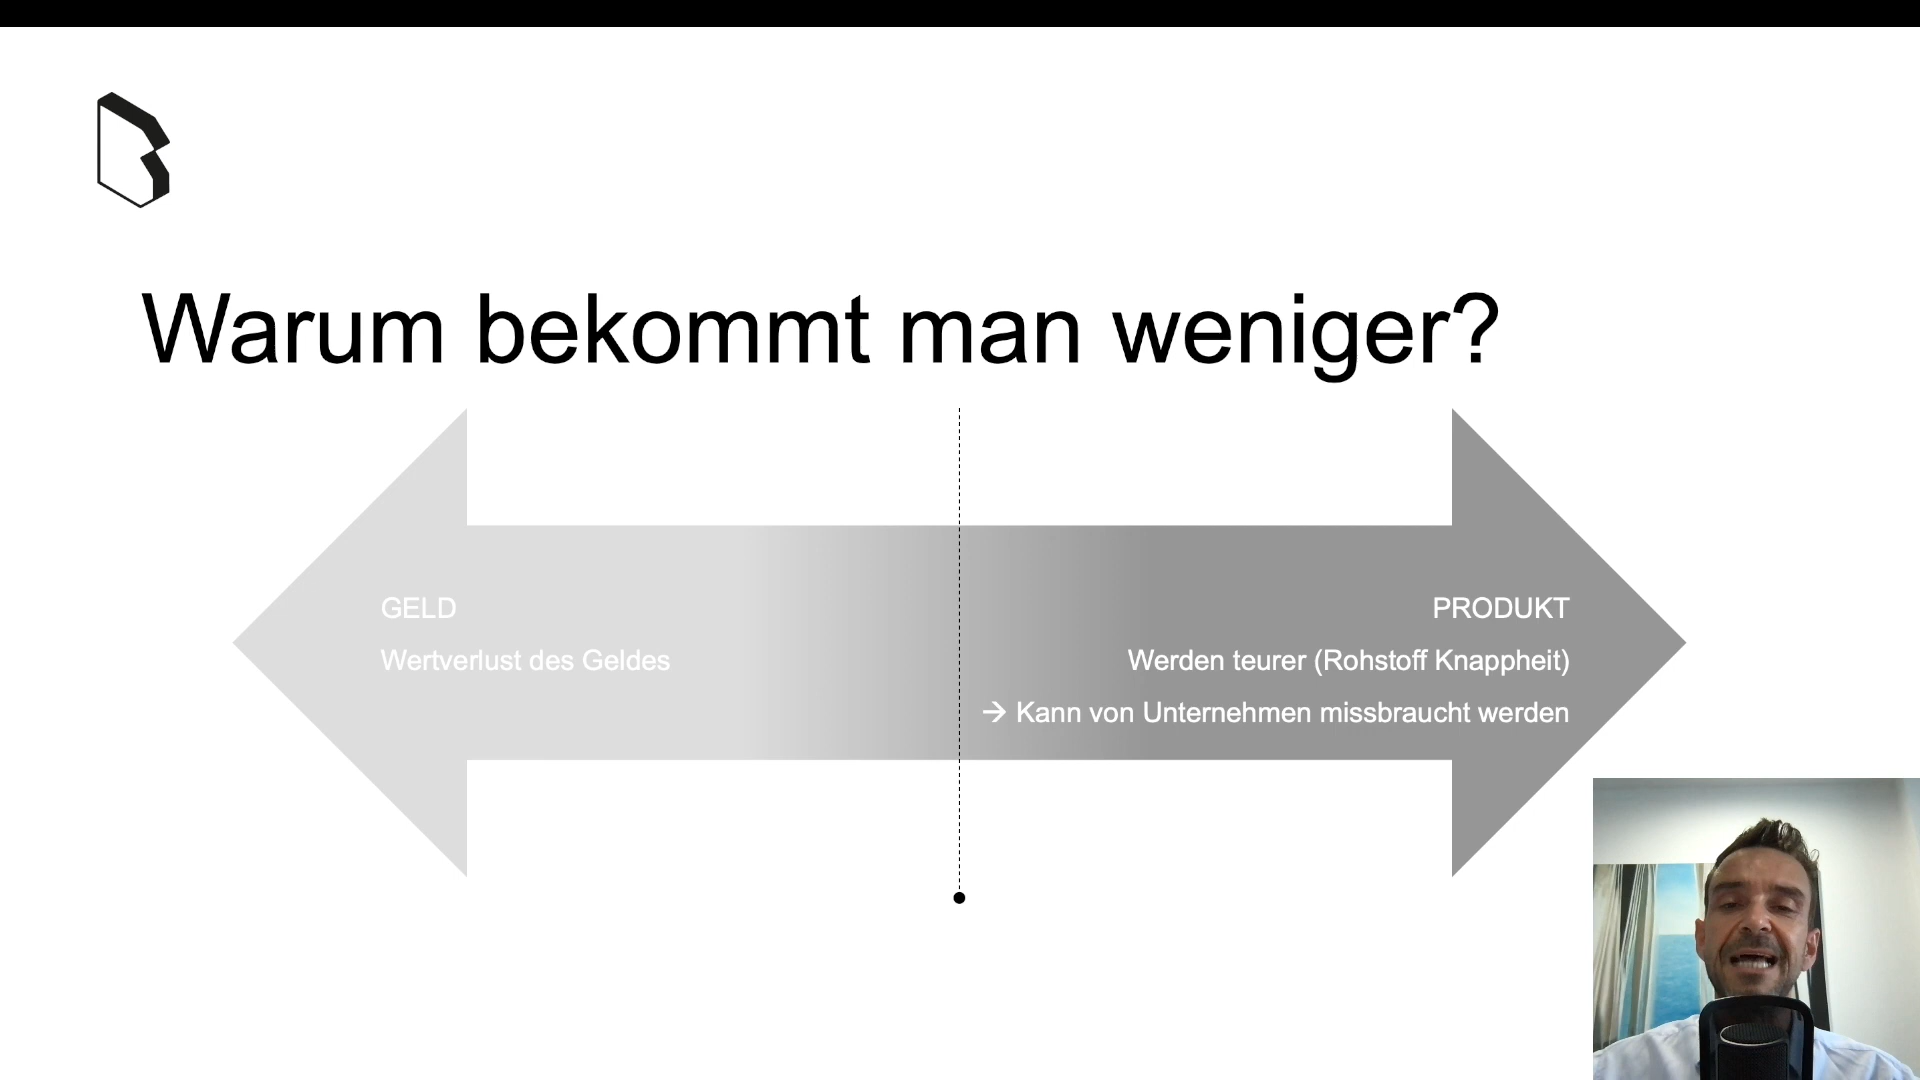 Warum bekommt man weniger?
GELD
Wertverlust des Geldes
PRODUKT
Werden teurer (Rohstoff Knappheit)
→ Kann von Unternehmen missbraucht werden